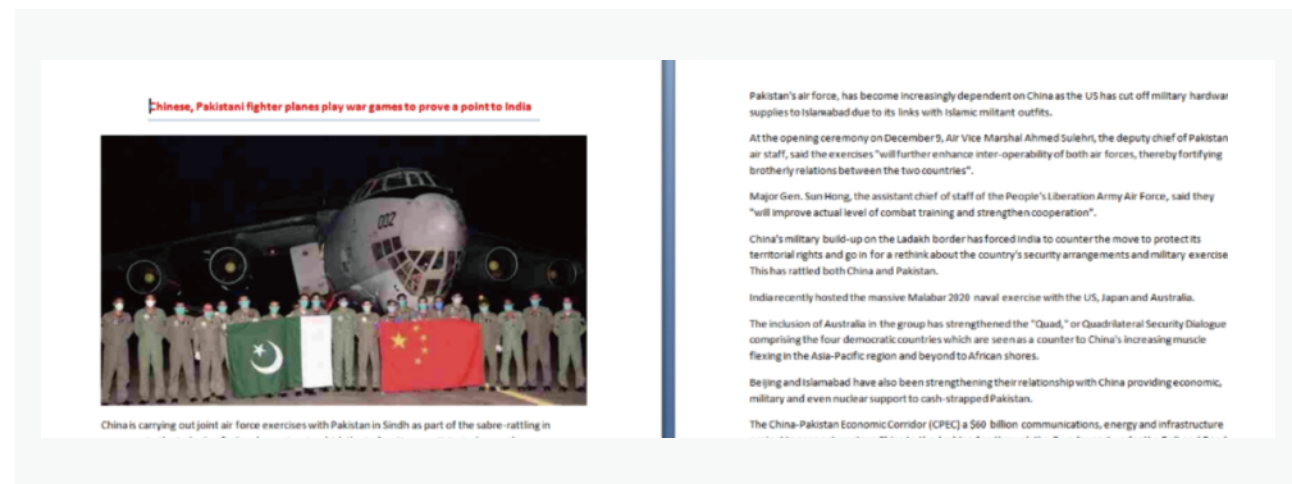 Chinese, Pakistani fighter planes play war games to prove a point to India
002
China is carrying out joint air force exercises with Pakistan in Sindh as part of the sabre-rattling in
Pakistan's air force, has become increasingly dependent on China as the US has cut off military hardwar
supplies to Islamabad due to its links with Islamic militant outfits.
At the opening ceremony on December 9, Air Vice Marshal Ahmed Sulehri, the deputy chief of Pakistan
air staff, said the exercises "will further enhance inter-operability of both air forces, thereby fortifying
brotherly relations between the two countries".
Major Gen. Sun Hong, the assistant chief of staff of the People's Liberation Army Air Force, said they
"will improve actual level of combat training and strengthen cooperation".
China's military build-up on the Ladakh border has forced India to counter the move to protect its
territorial rights and go in for a rethink about the country's security arrangements and military exercise
This has rattled both China and Pakistan.
India recently hosted the massive Malabar 2020 naval exercise with the US, Japan and Australia.
The inclusion of Australia in the group has strengthened the "Quad," or Quadrilateral Security Dialogue
comprising the four democratic countries which are seen as a counter to China's increasing muscle
flexing in the Asia-Pacific region and beyond to African shores.
Beijing and Islamabad have also been strengthening their relationship with China providing economic,
military and even nuclear support to cash-strapped Pakistan.
The China-Pakistan Economic Corridor (CPEC) a $60 billion communications, energy and infrastructure